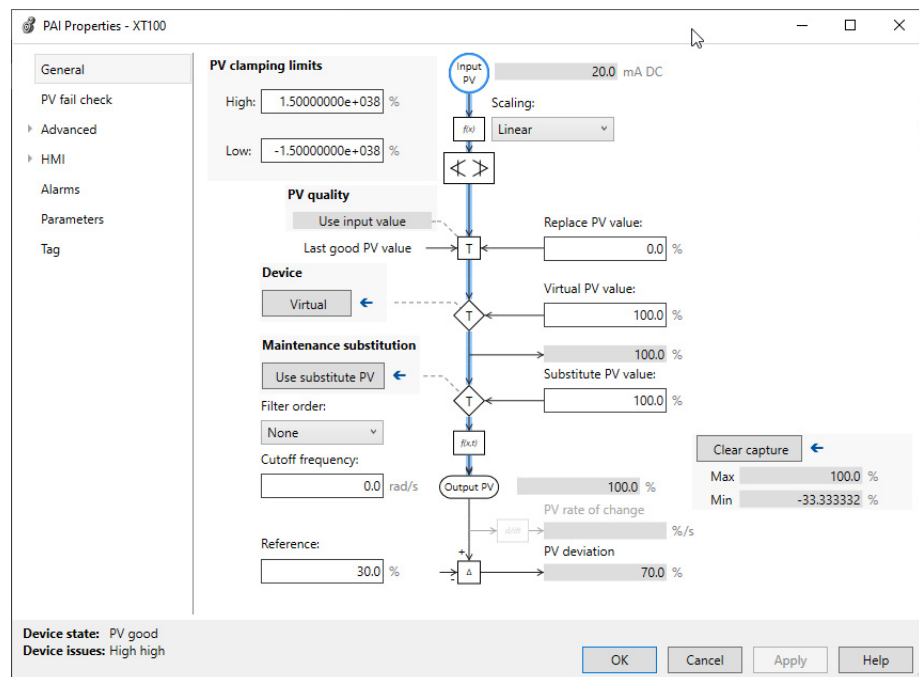 PAI Properties - XT100
General
PV fail check
Advanced
HMI
Alarms
Parameters
Tag
PV clamping limits
High: 1.50000000e+038 %
Low: -1.50000000e+038 %
Input PV
20.0 mA DC
Scaling:
f(x) Linear
PV quality
Use input value
Last good PV value
T
Replace PV value:
0.0 %
Device
Virtual
T
Virtual PV value:
100.0 %
100.0 %
Maintenance substitution
Use substitute PV
T
Substitute PV value:
100.0 %
Filter order:
None
f(x,t)
Cutoff frequency:
0.0 rad/s
Output PV
100.0 %
PV rate of change
%/s
Reference:
30.0 %
+
-
Δ
PV deviation
70.0 %
Clear capture
Max 100.0 %
Min -33.333332 %
Device state: PV good
Device issues: High high
OK Cancel Apply Help